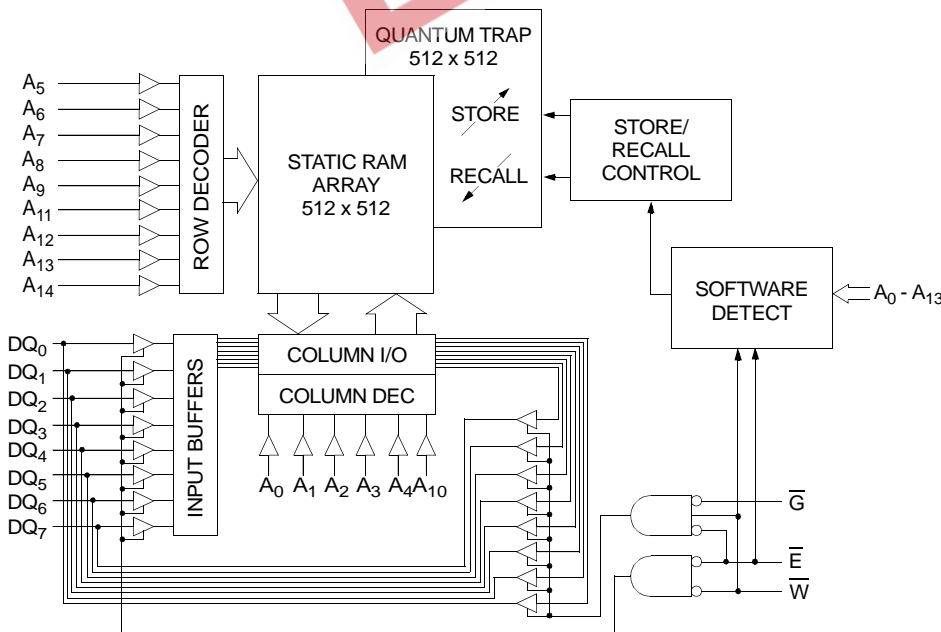 QUANTUM TRAP
512 x 512
A5
A6
A7
A8
A9
A11
A12
A13
A14
ROW DECODER
STATIC RAM
ARRAY
512 x 512
STORE
RECALL
STORE/
RECALL
CONTROL
SOFTWARE
DETECT
A0 - A13
DQ0
DQ1
DQ2
DQ3
DQ4
DQ5
DQ6
DQ7
INPUT BUFFERS
COLUMN I/O
COLUMN DEC
A0 A1 A2 A3 A4 A10
G̅
E̅
W̅